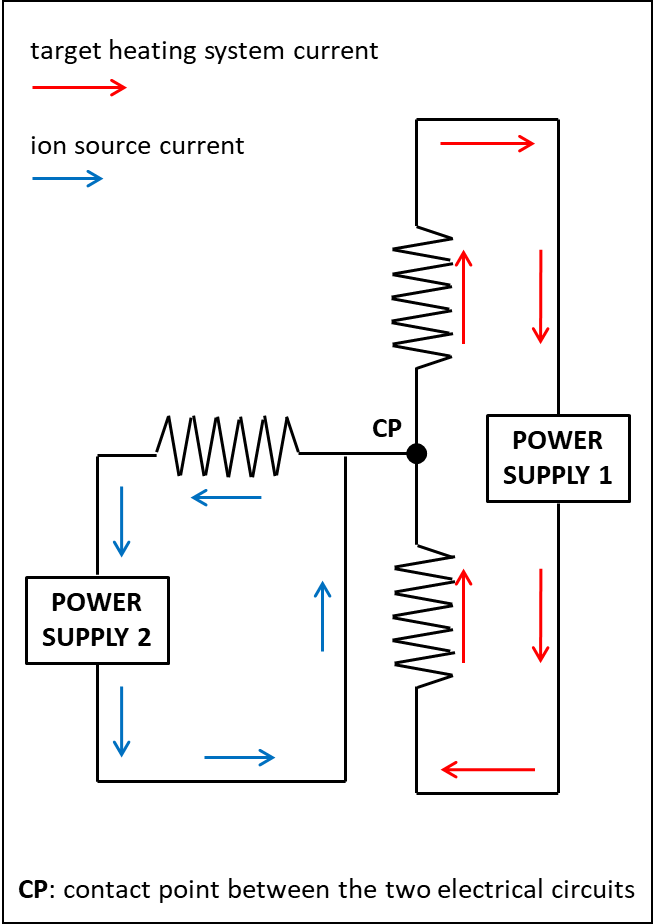 target heating system current
ion source current
CP
POWER
SUPPLY 1
POWER
SUPPLY 2
CP: contact point between the two electrical circuits